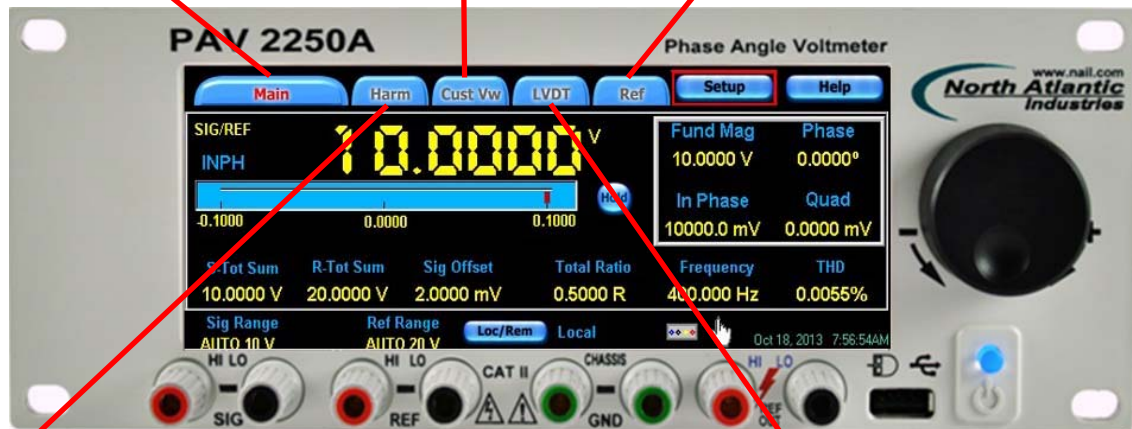 PAV 2250A
Phase Angle Voltmeter
www.naii.com
North Atlantic
Industries
Main Harm Cust Vw LVDT Ref Setup Help
SIG/REF
10.0000 V
INPH
Hold
-0.1000 0.0000 0.1000
Fund Mag Phase
10.0000 V 0.0000°
In Phase Quad
10000.0 mV 0.0000 mV
S-Tot Sum R-Tot Sum Sig Offset Total Ratio Frequency THD
10.0000 V 20.0000 V 2.0000 mV 0.5000 R 400.000 Hz 0.0055%
Sig Range Ref Range Loc/Rem Local
AUTO 10 V AUTO 20 V Oct 18, 2013 7:56:54AM
HI LO HI LO CAT II CHASSIS HI LO
SIG REF GND REF
OUT